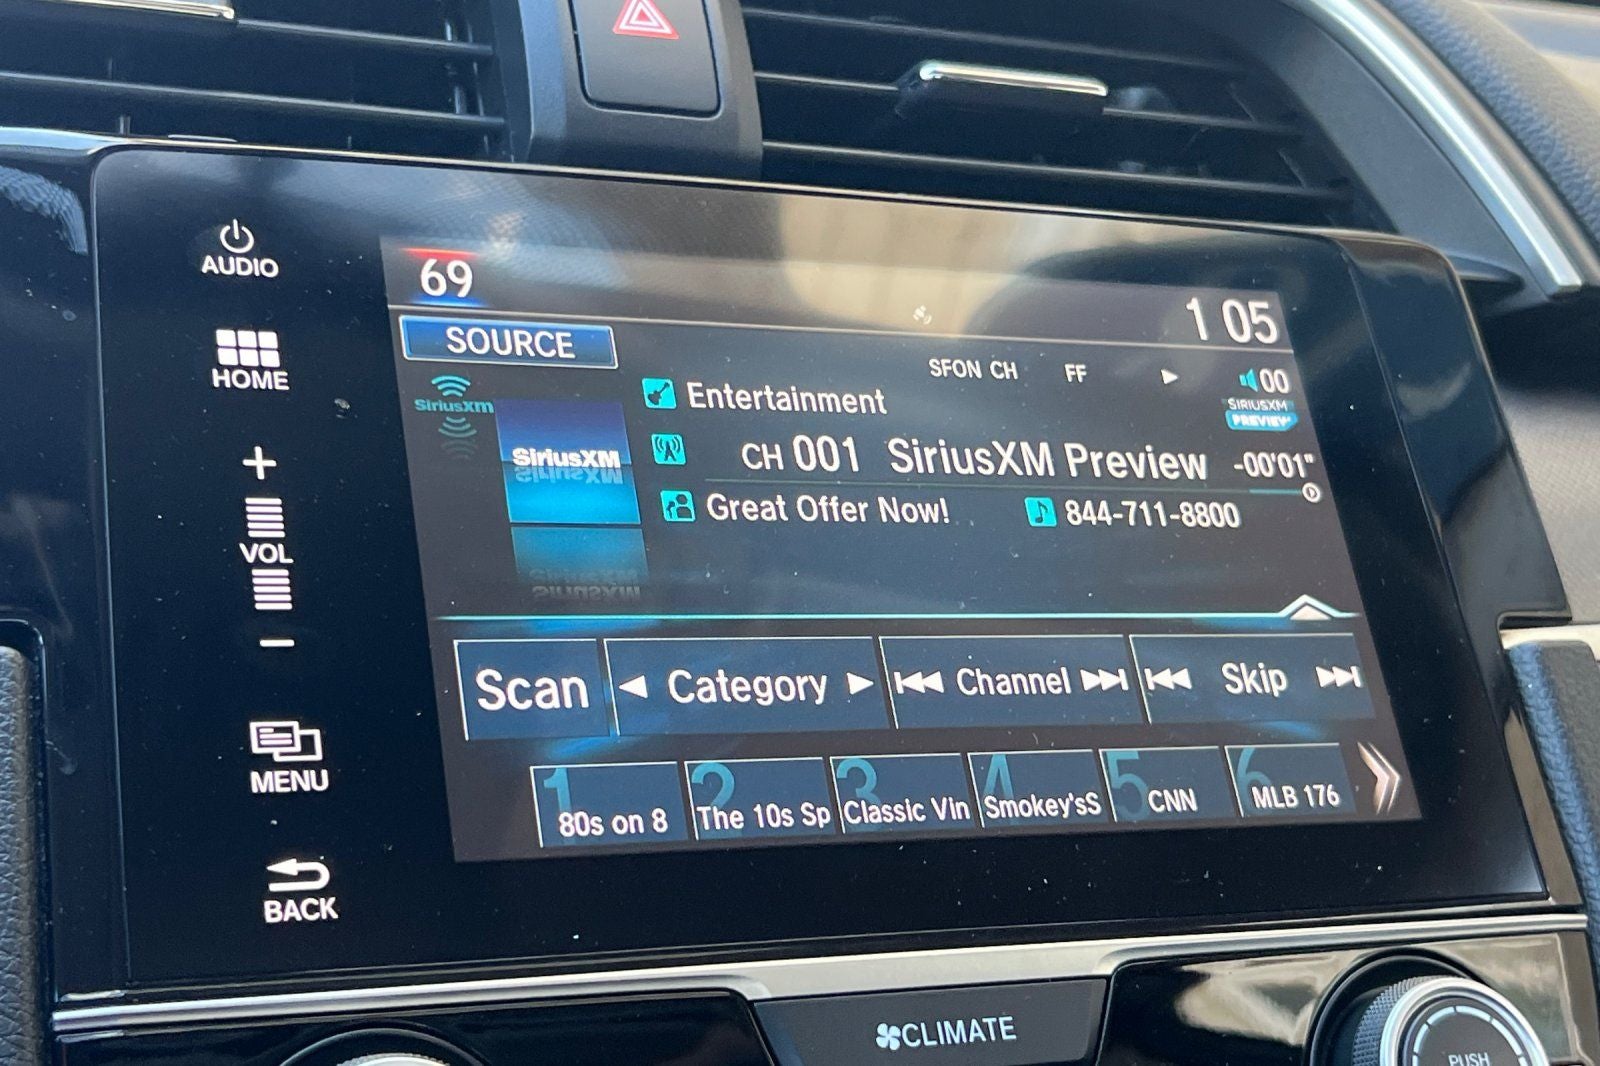 AUDIO
HOME
+
VOL
−
MENU
BACK
69
1 05
SOURCE
SFON CH FF
00
SiriusXM
SIRIUSXM
PREVIEW
SiriusXM
Entertainment
CH 001 SiriusXM Preview -00'01"
Great Offer Now! 844-711-8800
Scan
Category
Channel
Skip
1 80s on 8
2 The 10s Sp
3 Classic Vin
4 Smokey'sS
5 CNN
6 MLB 176
CLIMATE
PUSH